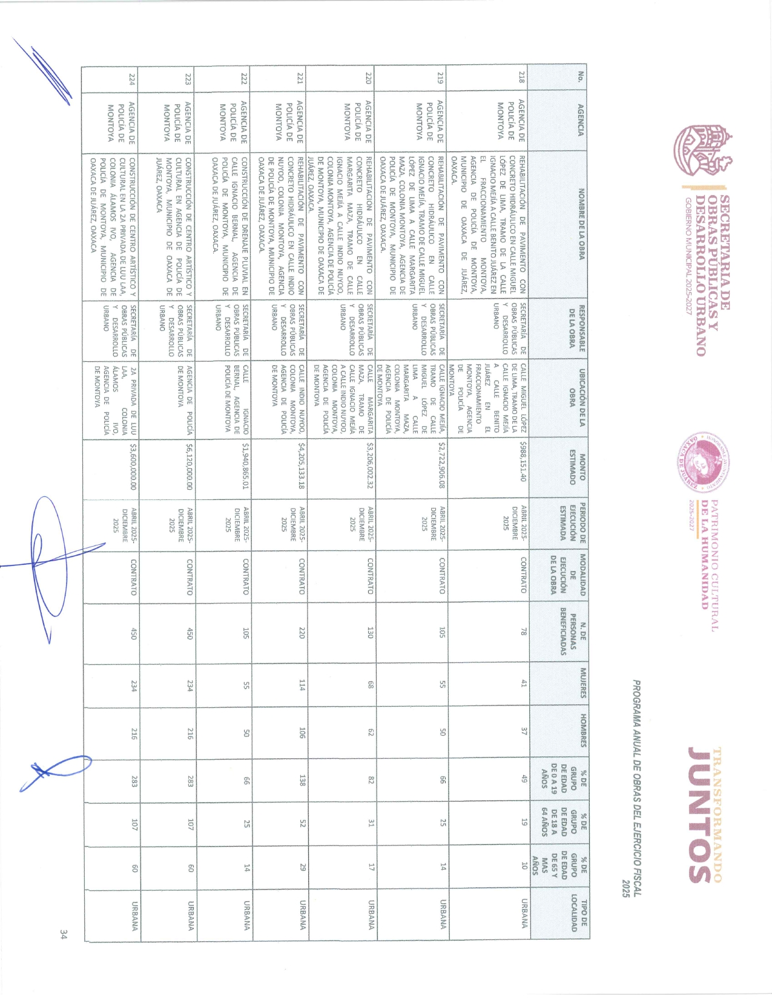 SECRETARIA DE
OBRAS PÚBLICAS Y
DESARROLLO URBANO
GOBIERNO MUNICIPAL 2025-2027
HONORABLE AYUNTAMIENTO
OAXACA DE JUÁREZ
PATRIMONIO CULTURAL
DE LA HUMANIDAD
2025-2027
TRANSFORMANDO
JUNTOS
PROGRAMA ANUAL DE OBRAS DEL EJERCICIO FISCAL
2025
No.
AGENCIA
NOMBRE DE LA OBRA
RESPONSABLE
DE LA OBRA
UBICACIÓN DE LA
OBRA
MONTO
ESTIMADO
PERIODO DE
EJECUCIÓN
ESTIMADA
MODALIDAD
DE
EJECUCIÓN
DE LA OBRA
N. DE
PERSONAS
BENEFICIADAS
MUJERES
HOMBRES
% DE
GRUPO
DE EDAD
DE 0 A 19
AÑOS
% DE
GRUPO
DE EDAD
DE 18 A
64 AÑOS
% DE
GRUPO
DE EDAD
DE 65 Y
MAS
AÑOS
TIPO DE
LOCALIDAD
218
AGENCIA DE
POLICÍA DE
MONTOYA
REHABILITACIÓN DE PAVIMENTO CON
CONCRETO HIDRÁULICO EN CALLE MIGUEL
LÓPEZ DE LIMA, TRAMO DE LA CALLE
IGNACIO MEJÍA A CALLE BENITO JUÁREZ EN
EL FRACCIONAMIENTO MONTOYA,
AGENCIA DE POLICÍA DE MONTOYA,
MUNICIPIO DE OAXACA DE JUÁREZ,
OAXACA.
SECRETARÍA DE
OBRAS PÚBLICAS
Y DESARROLLO
URBANO
CALLE MIGUEL LÓPEZ
DE LIMA, TRAMO DE LA
CALLE IGNACIO MEJÍA
A CALLE BENITO
JUÁREZ EN EL
FRACCIONAMIENTO
MONTOYA, AGENCIA
DE POLICÍA DE
MONTOYA
$988,151.40
ABRIL 2025-
DICIEMBRE
2025
CONTRATO
78
41
37
49
19
10
URBANA
219
AGENCIA DE
POLICÍA DE
MONTOYA
REHABILITACIÓN DE PAVIMENTO CON
CONCRETO HIDRÁULICO EN CALLE
IGNACIO MEJÍA, TRAMO DE CALLE MIGUEL
LÓPEZ DE LIMA A CALLE MARGARITA
MAZA, COLONIA MONTOYA, AGENCIA DE
POLICÍA DE MONTOYA, MUNICIPIO DE
OAXACA DE JUÁREZ, OAXACA.
SECRETARÍA DE
OBRAS PÚBLICAS
Y DESARROLLO
URBANO
CALLE IGNACIO MEJÍA,
TRAMO DE CALLE
MIGUEL LÓPEZ DE
LIMA A CALLE
MARGARITA MAZA,
COLONIA MONTOYA,
AGENCIA DE POLICÍA
DE MONTOYA
$2,722,906.08
ABRIL 2025-
DICIEMBRE
2025
CONTRATO
105
55
50
66
25
14
URBANA
220
AGENCIA DE
POLICÍA DE
MONTOYA
REHABILITACION DE PAVIMENTO CON
CONCRETO HIDRÁULICO EN CALLE
MARGARITA MAZA, TRAMO DE CALLE
IGNACIO MEJÍA A CALLE INDIO NUYOO,
COLONIA MONTOYA, AGENCIA DE POLICÍA
DE MONTOYA, MUNICIPIO DE OAXACA DE
JUÁREZ, OAXACA.
SECRETARÍA DE
OBRAS PÚBLICAS
Y DESARROLLO
URBANO
CALLE MARGARITA
MAZA, TRAMO DE
CALLE IGNACIO MEJÍA
A CALLE INDIO NUYOO,
COLONIA MONTOYA,
AGENCIA DE POLICÍA
DE MONTOYA
$3,206,002.32
ABRIL 2025-
DICIEMBRE
2025
CONTRATO
130
68
62
82
31
17
URBANA
221
AGENCIA DE
POLICÍA DE
MONTOYA
REHABILITACIÓN DE PAVIMENTO CON
CONCRETO HIDRÁULICO EN CALLE INDIO
NUYOO, COLONIA MONTOYA, AGENCIA
DE POLICÍA DE MONTOYA, MUNICIPIO DE
OAXACA DE JUÁREZ, OAXACA.
SECRETARÍA DE
OBRAS PÚBLICAS
Y DESARROLLO
URBANO
CALLE INDIO NUYOO,
COLONIA MONTOYA,
AGENCIA DE POLICÍA
DE MONTOYA
$4,205,133.18
ABRIL 2025-
DICIEMBRE
2025
CONTRATO
220
114
106
138
52
29
URBANA
222
AGENCIA DE
POLICÍA DE
MONTOYA
CONSTRUCCIÓN DE DRENAJE PLUVIAL EN
CALLE IGNACIO BERNAL, AGENCIA DE
POLICÍA DE MONTOYA, MUNICIPIO DE
OAXACA DE JUÁREZ, OAXACA.
SECRETARÍA DE
OBRAS PÚBLICAS
Y DESARROLLO
URBANO
CALLE IGNACIO
BERNAL, AGENCIA DE
POLICÍA DE MONTOYA
$1,940,865.01
ABRIL 2025-
DICIEMBRE
2025
CONTRATO
105
55
50
66
25
14
URBANA
223
AGENCIA DE
POLICÍA DE
MONTOYA
CONSTRUCCIÓN DE CENTRO ARTÍSTICO Y
CULTURAL EN AGENCIA DE POLICÍA DE
MONTOYA, MUNICIPIO DE OAXACA DE
JUÁREZ, OAXACA
SECRETARÍA DE
OBRAS PÚBLICAS
Y DESARROLLO
URBANO
AGENCIA DE POLICÍA
DE MONTOYA
$6,120,000.00
ABRIL 2025-
DICIEMBRE
2025
CONTRATO
450
234
216
283
107
60
URBANA
224
AGENCIA DE
POLICÍA DE
MONTOYA
CONSTRUCCIÓN DE CENTRO ARTÍSTICO Y
CULTURAL EN LA 2A PRIVADA DE LUU LAA,
COLONIA ÁLAMOS IVO, AGENCIA DE
POLICÍA DE MONTOYA, MUNICIPIO DE
OAXACA DE JUÁREZ, OAXACA
SECRETARÍA DE
OBRAS PÚBLICAS
Y DESARROLLO
URBANO
2A PRIVADA DE LUU
LAA, COLONIA
ÁLAMOS IVO,
AGENCIA DE POLICÍA
DE MONTOYA
$3,600,000.00
ABRIL 2025-
DICIEMBRE
2025
CONTRATO
450
234
216
283
107
60
URBANA
34